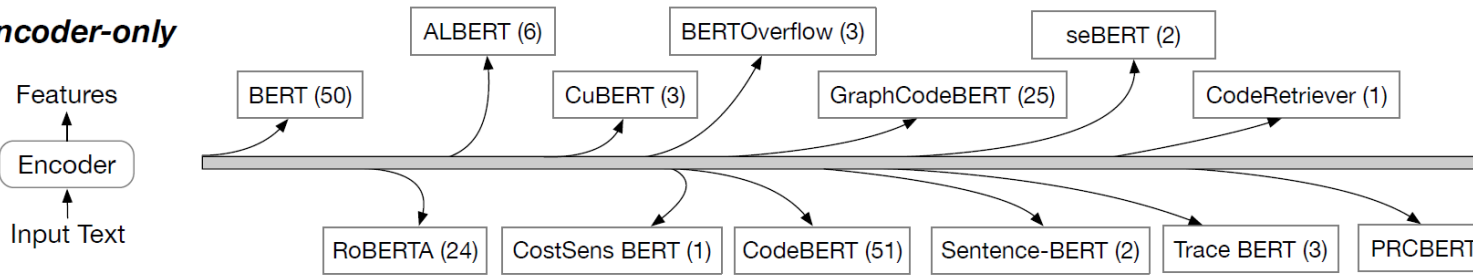 ncoder-only
ALBERT (6)
BERTOverflow (3)
seBERT (2)
Features
BERT (50)
CuBERT (3)
GraphCodeBERT (25)
CodeRetriever (1)
Encoder
Input Text
RoBERTA (24)
CostSens BERT (1)
CodeBERT (51)
Sentence-BERT (2)
Trace BERT (3)
PRCBERT